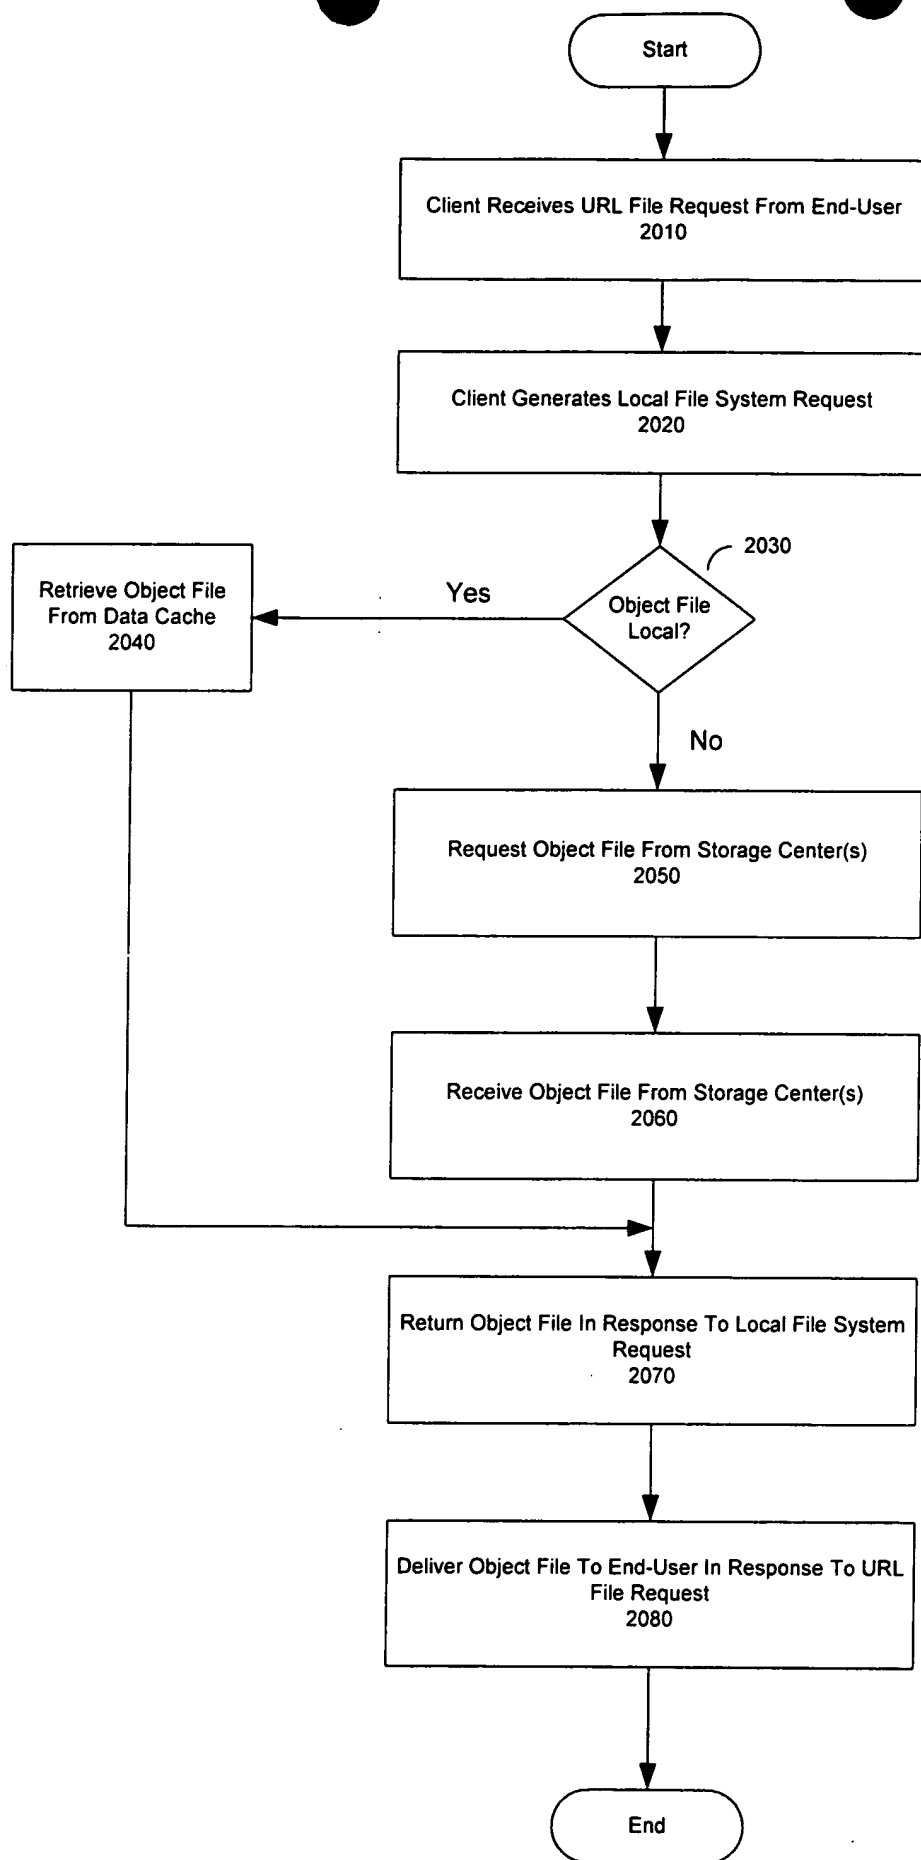 Start
Client Receives URL File Request From End-User
2010
Client Generates Local File System Request
2020
2030
Object File
Local?
Yes
Retrieve Object File
From Data Cache
2040
No
Request Object File From Storage Center(s)
2050
Receive Object File From Storage Center(s)
2060
Return Object File In Response To Local File System
Request
2070
Deliver Object File To End-User In Response To URL
File Request
2080
End